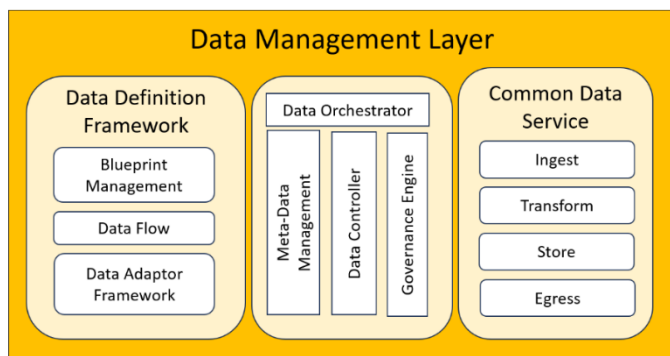 Data Management Layer
Data Definition
Framework
Blueprint
Management
Data Flow
Data Adaptor
Framework
Data Orchestrator
Meta-Data
Management
Data Controller
Governance Engine
Common Data
Service
Ingest
Transform
Store
Egress